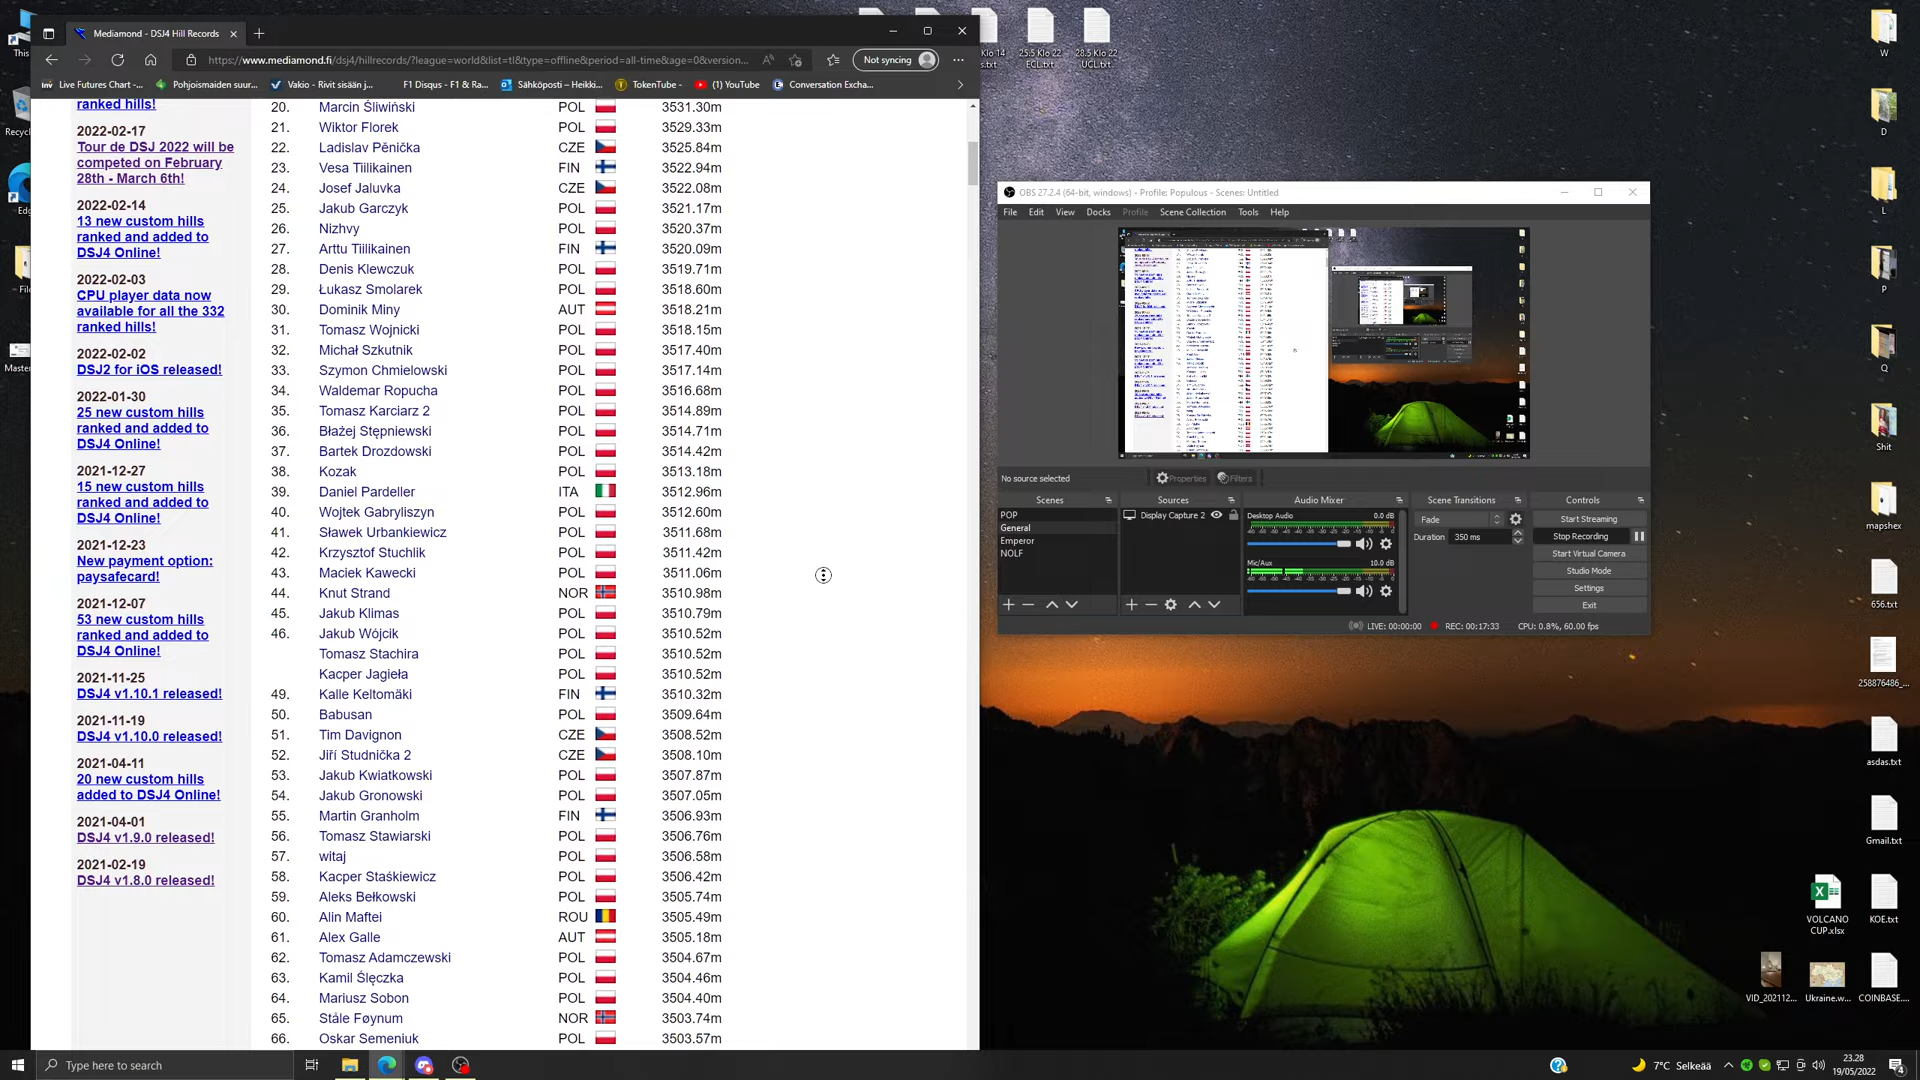 Mediamond - DSJ4 Hill Records
https://www.mediamond.fi/dsj4/hillrecords/?league=world&list=tl&type=offline&period=all-time&age=0&version...
Not syncing
Live Futures Chart -...
Pohjoismaiden suur...
Vakio - Rivit sisään j...
F1 Disqus - F1 & Ra...
Sähköposti – Heikki...
TokenTube -
(1) YouTube
Conversation Excha...
ranked hills!
2022-02-17
Tour de DSJ 2022 will be
competed on February
28th - March 6th!
2022-02-14
13 new custom hills
ranked and added to
DSJ4 Online!
2022-02-03
CPU player data now
available for all the 332
ranked hills!
2022-02-02
DSJ2 for iOS released!
2022-01-30
25 new custom hills
ranked and added to
DSJ4 Online!
2021-12-27
15 new custom hills
ranked and added to
DSJ4 Online!
2021-12-23
New payment option:
paysafecard!
2021-12-07
53 new custom hills
ranked and added to
DSJ4 Online!
2021-11-25
DSJ4 v1.10.1 released!
2021-11-19
DSJ4 v1.10.0 released!
2021-04-11
20 new custom hills
added to DSJ4 Online!
2021-04-01
DSJ4 v1.9.0 released!
2021-02-19
DSJ4 v1.8.0 released!
20. Marcin Śliwiński POL 3531.30m
21. Wiktor Florek POL 3529.33m
22. Ladislav Pěnička CZE 3525.84m
23. Vesa Tiilikainen FIN 3522.94m
24. Josef Jaluvka CZE 3522.08m
25. Jakub Garczyk POL 3521.17m
26. Nizhvy POL 3520.37m
27. Arttu Tiilikainen FIN 3520.09m
28. Denis Klewczuk POL 3519.71m
29. Łukasz Smolarek POL 3518.60m
30. Dominik Miny AUT 3518.21m
31. Tomasz Wojnicki POL 3518.15m
32. Michał Szkutnik POL 3517.40m
33. Szymon Chmielowski POL 3517.14m
34. Waldemar Ropucha POL 3516.68m
35. Tomasz Karciarz 2 POL 3514.89m
36. Błażej Stępniewski POL 3514.71m
37. Bartek Drozdowski POL 3514.42m
38. Kozak POL 3513.18m
39. Daniel Pardeller ITA 3512.96m
40. Wojtek Gabryliszyn POL 3512.60m
41. Sławek Urbankiewicz POL 3511.68m
42. Krzysztof Stuchlik POL 3511.42m
43. Maciek Kawecki POL 3511.06m
44. Knut Strand NOR 3510.98m
45. Jakub Klimas POL 3510.79m
46. Jakub Wójcik POL 3510.52m
Tomasz Stachira POL 3510.52m
Kacper Jagieła POL 3510.52m
49. Kalle Keltomäki FIN 3510.32m
50. Babusan POL 3509.64m
51. Tim Davignon CZE 3508.52m
52. Jiří Studnička 2 CZE 3508.10m
53. Jakub Kwiatkowski POL 3507.87m
54. Jakub Gronowski POL 3507.05m
55. Martin Granholm FIN 3506.93m
56. Tomasz Stawiarski POL 3506.76m
57. witaj POL 3506.58m
58. Kacper Staśkiewicz POL 3506.42m
59. Aleks Bełkowski POL 3505.74m
60. Alin Maftei ROU 3505.49m
61. Alex Galle AUT 3505.18m
62. Tomasz Adamczewski POL 3504.67m
63. Kamil Ślęczka POL 3504.46m
64. Mariusz Sobon POL 3504.40m
65. Ståle Føynum NOR 3503.74m
66. Oskar Semeniuk POL 3503.57m
25.5 Klo 22
ECL.txt
28.5 Klo 22
UCL.txt
OBS 27.2.4 (64-bit, windows) - Profile: Populous - Scenes: Untitled
File Edit View Docks Profile Scene Collection Tools Help
No source selected
Properties
Filters
Scenes
POP
General
Emperor
NOLF
Sources
Display Capture 2
Audio Mixer
Desktop Audio 0.0 dB
Mic/Aux 10.0 dB
Scene Transitions
Fade
Duration 350 ms
Controls
Start Streaming
Stop Recording
Start Virtual Camera
Studio Mode
Settings
Exit
LIVE: 00:00:00
REC: 00:17:33
CPU: 0.8%, 60.00 fps
W
D
L
P
Q
Shit
mapshex
656.txt
258876486_...
asdas.txt
Gmail.txt
VOLCANO
CUP.xlsx
KOE.txt
VID_202112...
Ukraine.w...
COINBASE....
Type here to search
7°C Selkeää
23.28
19/05/2022
4